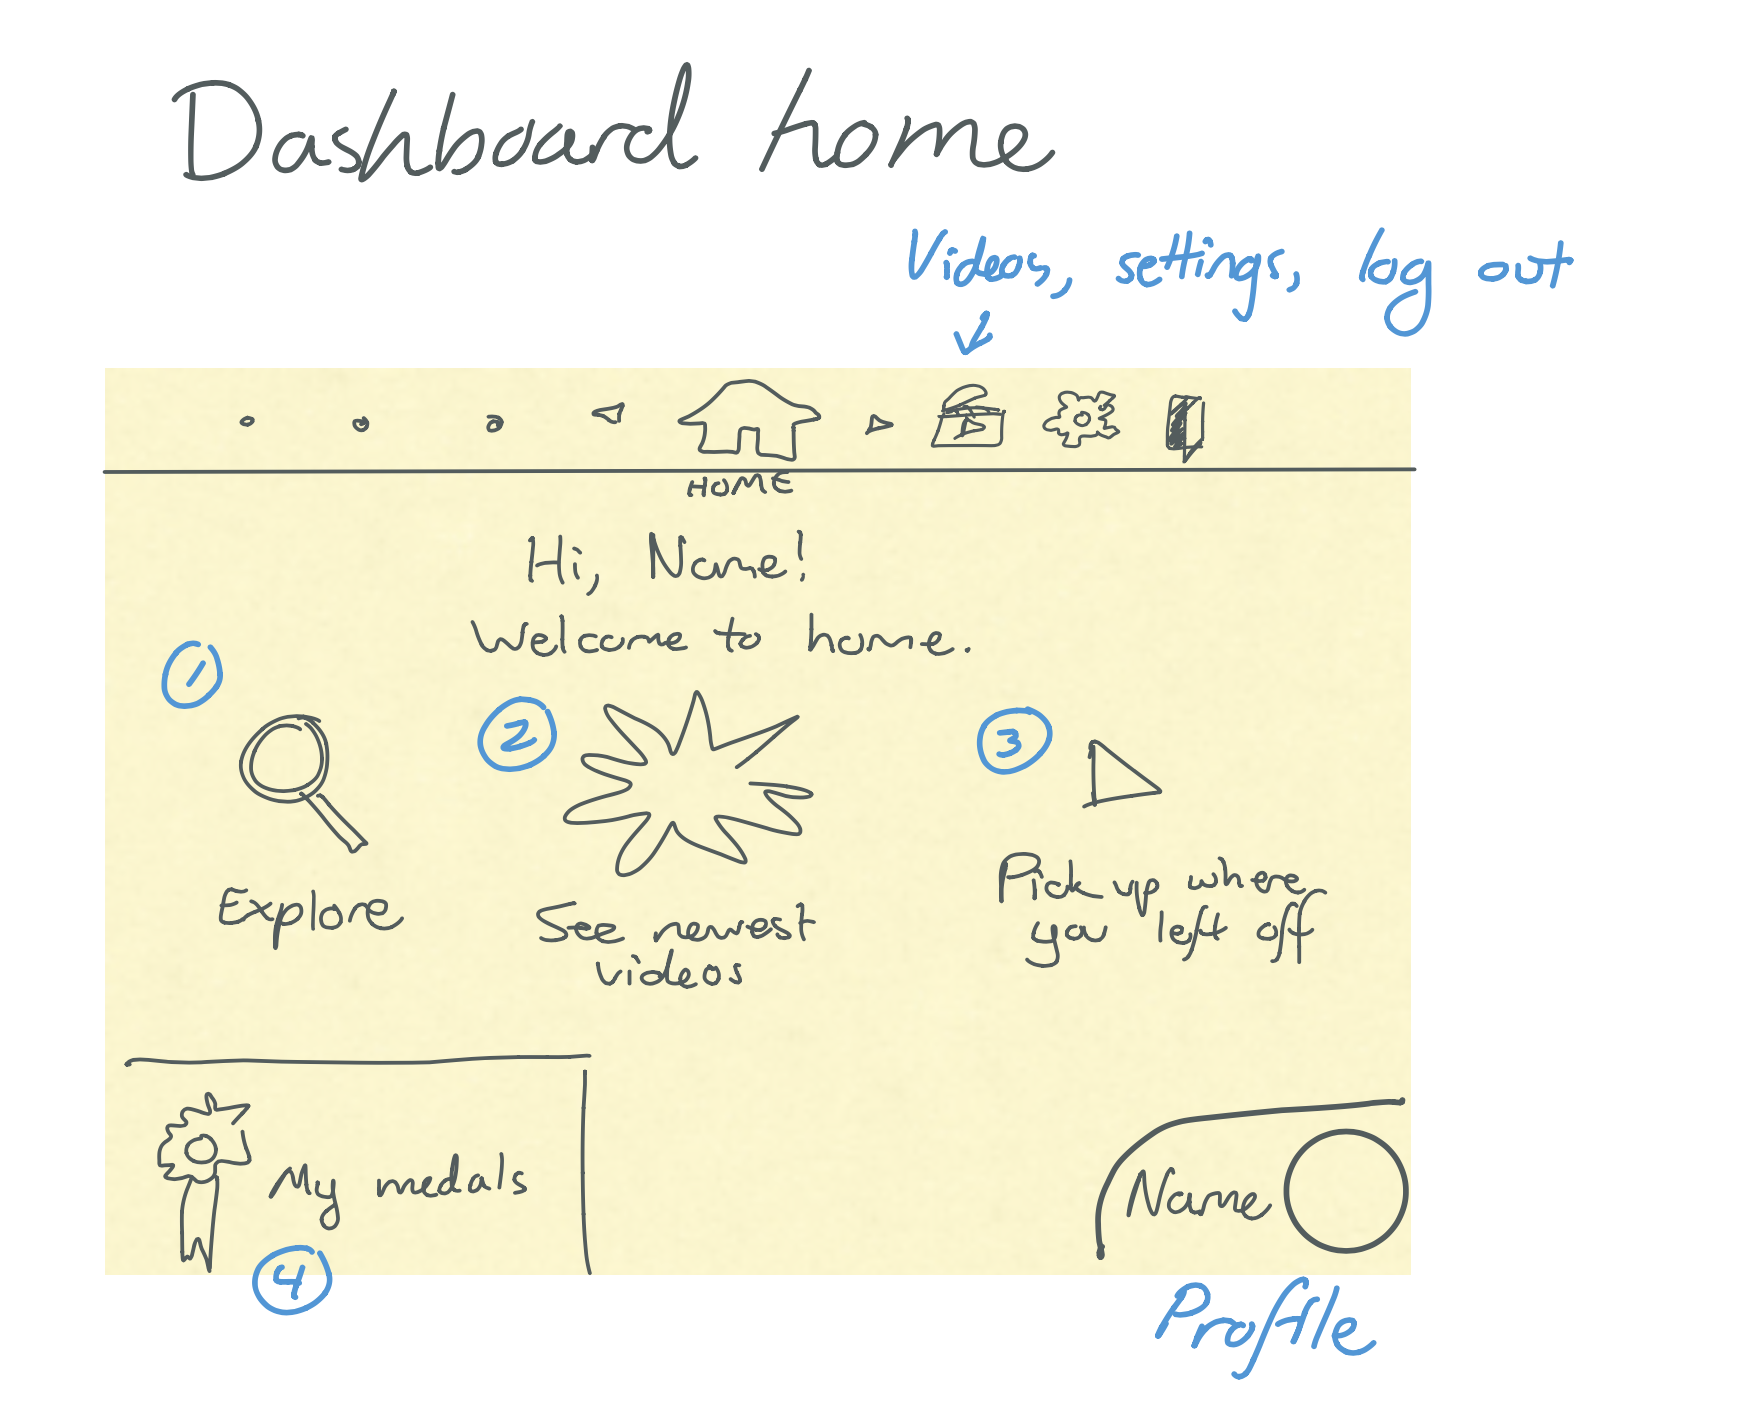 Dashboard home
Videos, settings, log out
HOME
Hi, Name!
Welcome to home.
1
2
3
Explore
See newest
videos
Pick up where
you left off
My medals
4
Name
Profile